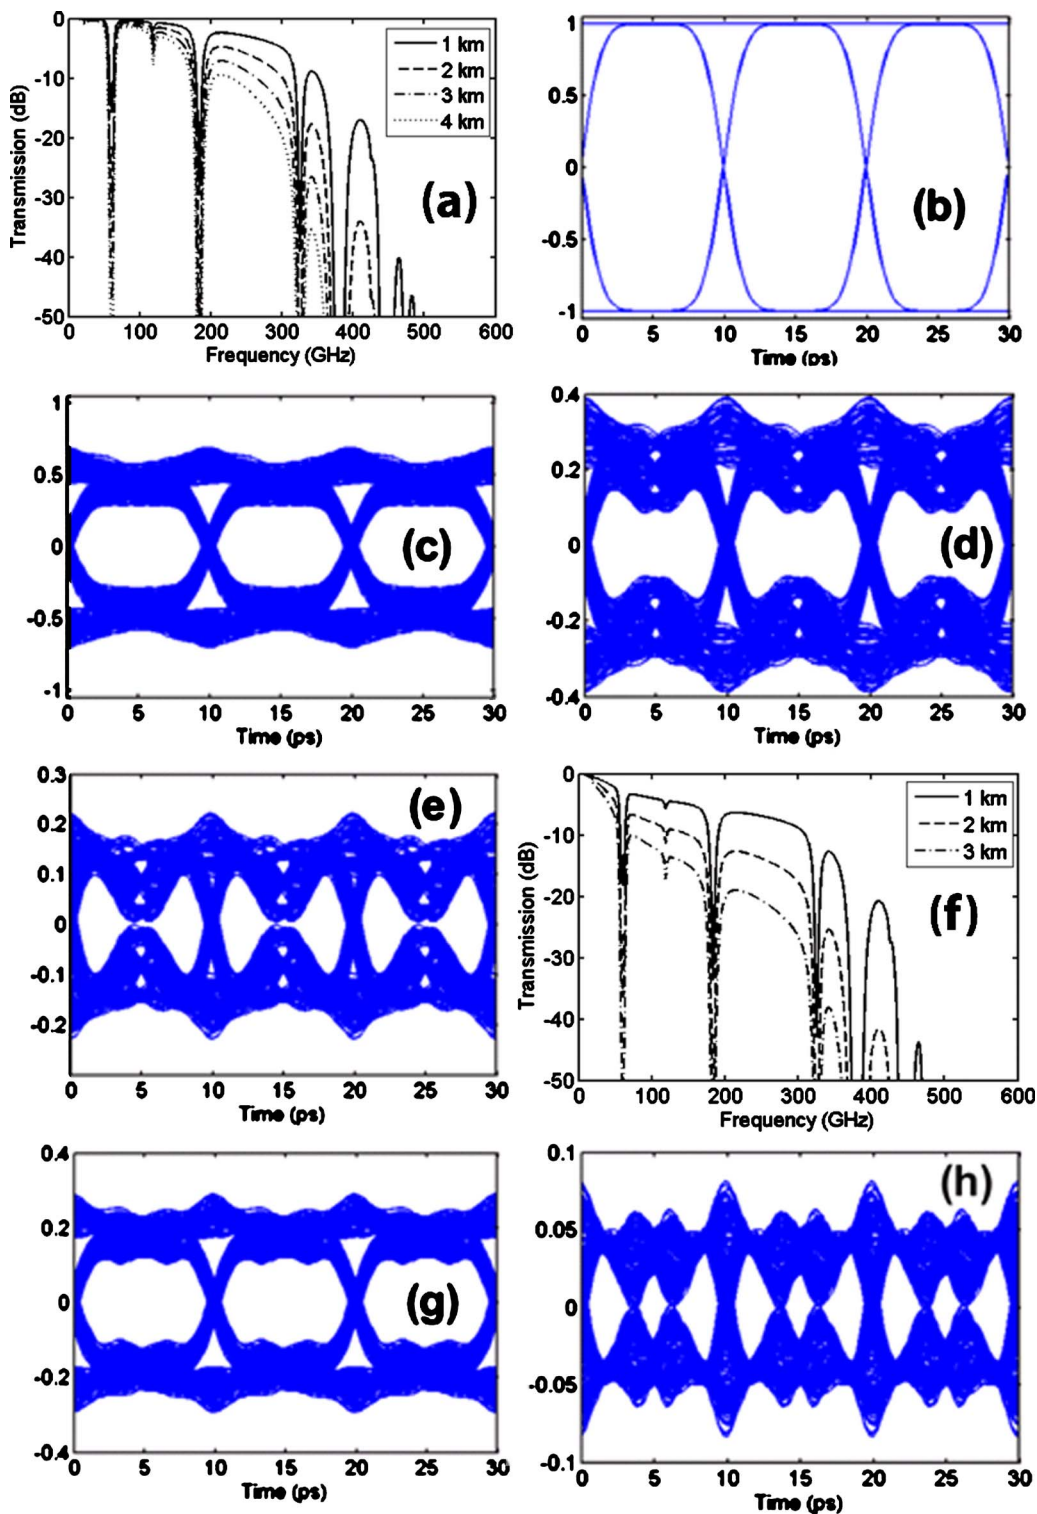 0
-10
-20
-30
-40
-50
Transmission (dB)
1 km
2 km
3 km
4 km
(a)
0 100 200 300 400 500 600
Frequency (GHz)
1
0.5
0
-0.5
-1
(b)
0 5 10 15 20 25 30
Time (ps)
1
0.5
0
-0.5
-1
(c)
0 5 10 15 20 25 30
Time (ps)
0.4
0.2
0
-0.2
-0.4
(d)
0 5 10 15 20 25 30
Time (ps)
0.3
0.2
0.1
0
-0.1
-0.2
(e)
0 5 10 15 20 25 30
Time (ps)
0
-10
-20
-30
-40
-50
Transmission (dB)
1 km
2 km
3 km
(f)
0 100 200 300 400 500 600
Frequency (GHz)
0.4
0.2
0
-0.2
-0.4
(g)
0 5 10 15 20 25 30
Time (ps)
0.1
0.05
0
-0.05
-0.1
(h)
0 5 10 15 20 25 30
Time (ps)